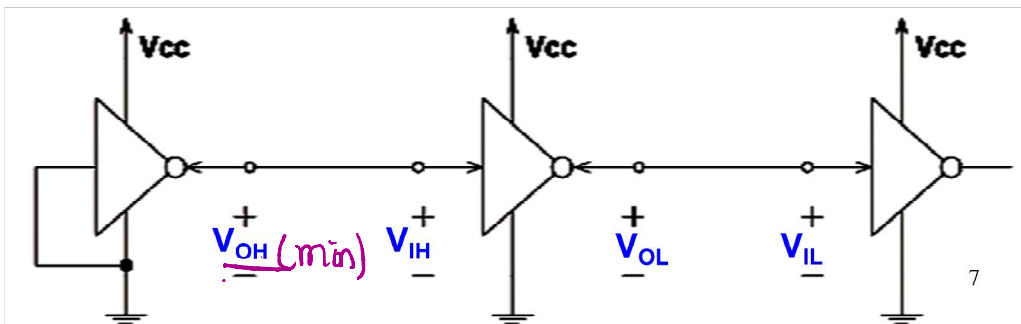 Vcc Vcc Vcc
+ + + +
VOH (min) VIH VOL VIL
− − − −
7